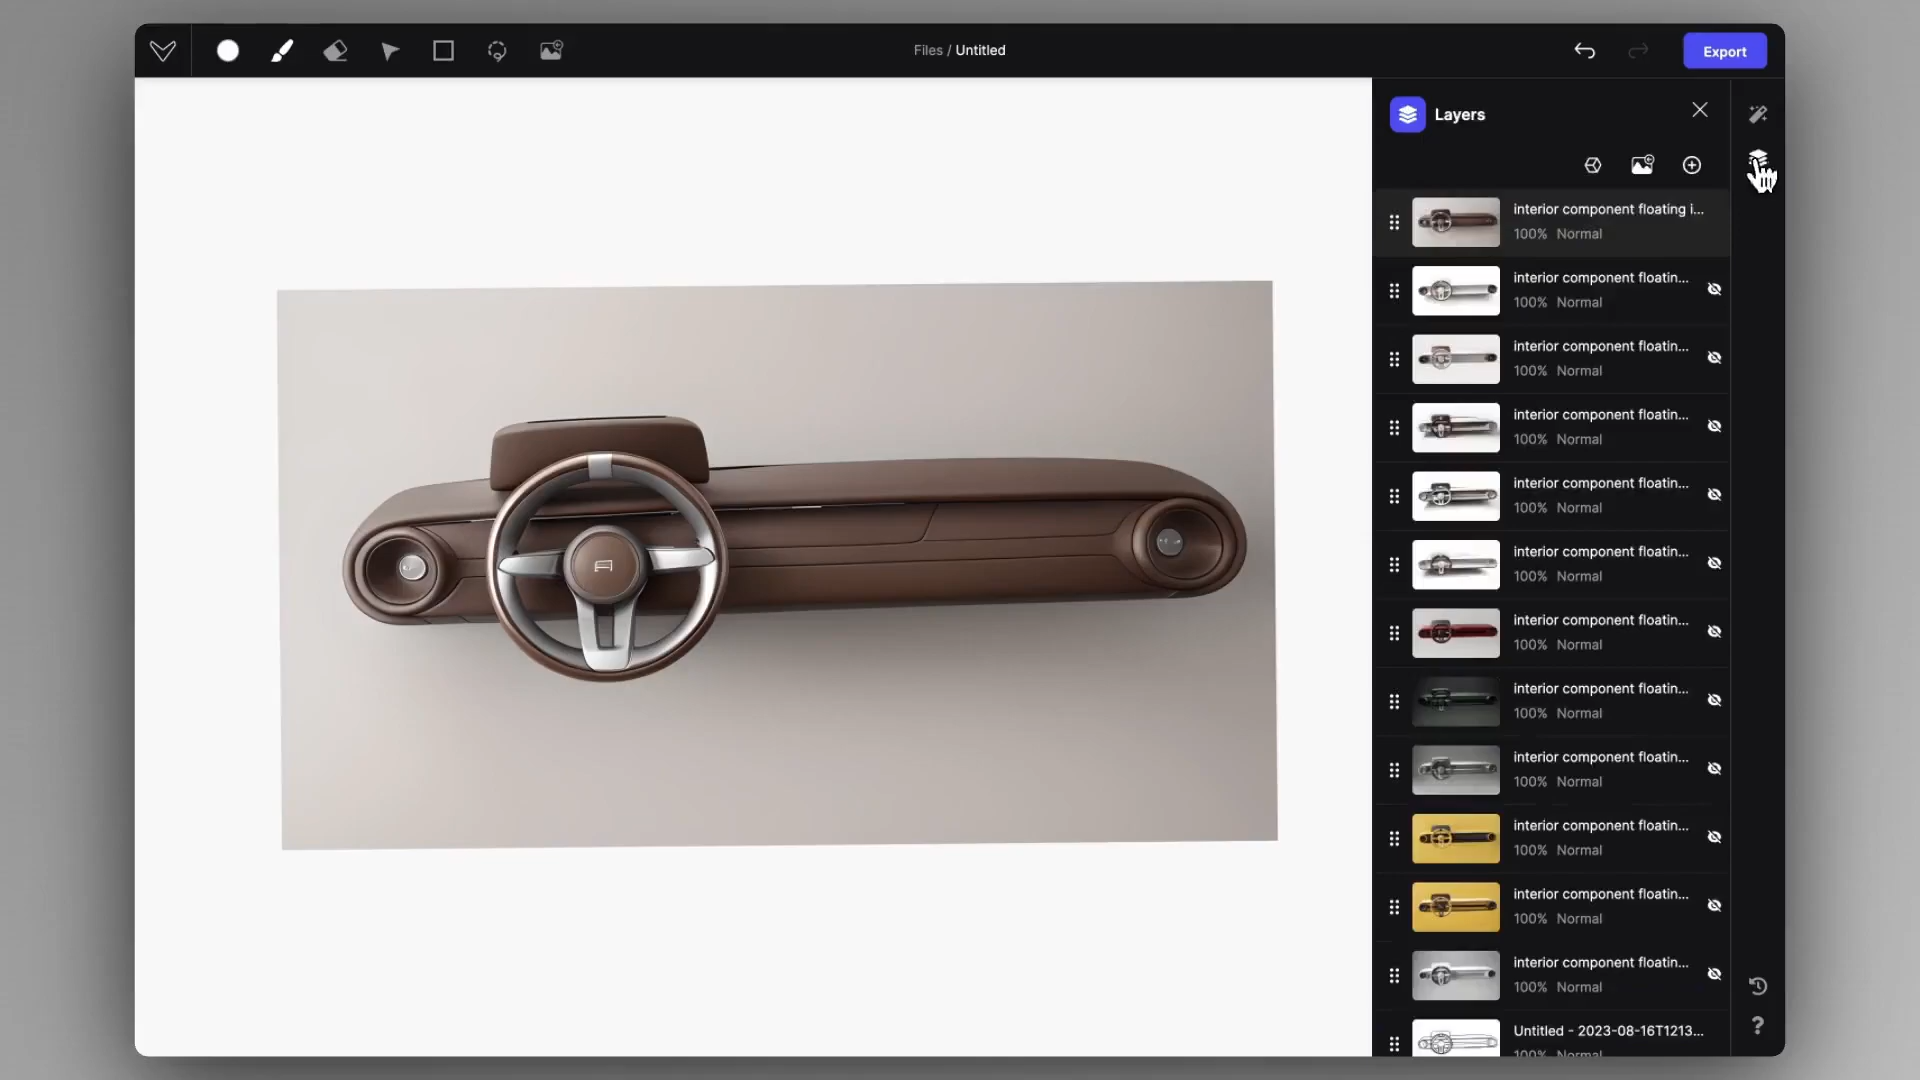 Files / Untitled
Export
Layers
interior component floating i...
100% Normal
interior component floatin...
100% Normal
interior component floatin...
100% Normal
interior component floatin...
100% Normal
interior component floatin...
100% Normal
interior component floatin...
100% Normal
interior component floatin...
100% Normal
interior component floatin...
100% Normal
interior component floatin...
100% Normal
interior component floatin...
100% Normal
interior component floatin...
100% Normal
interior component floatin...
100% Normal
Untitled - 2023-08-16T1213...
100% Normal
?